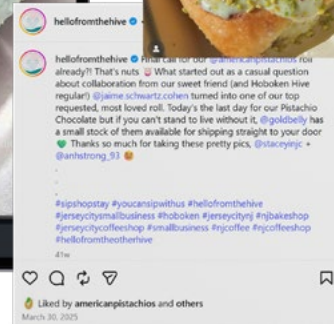 hellofromthehive
hellofromthehive Final call for our @americanpistachios roll
already?! That's nuts 🥛 What started out as a casual question
about collaboration from our sweet friend (and Hoboken Hive
regular!) @jaime.schwartz.cohen turned into one of our top
requested, most loved roll. Today's the last day for our Pistachio
Chocolate but if you can't stand to live without it, @goldbelly has
a small stock of them available for shipping straight to your door
💚 Thanks so much for taking these pretty pics, @staceyinjc +
@anhstrong_93
.
.
.
#sipshopstay #youcansipwithus #hellofromthehive
#jerseycitysmallbusiness #hoboken #jerseycitynj #njbakeshop
#jerseycitycoffeeshop #smallbusiness #njcoffee #njcoffeeshop
#hellofromtheotherhive
41w
Liked by americanpistachios and others
March 30, 2025